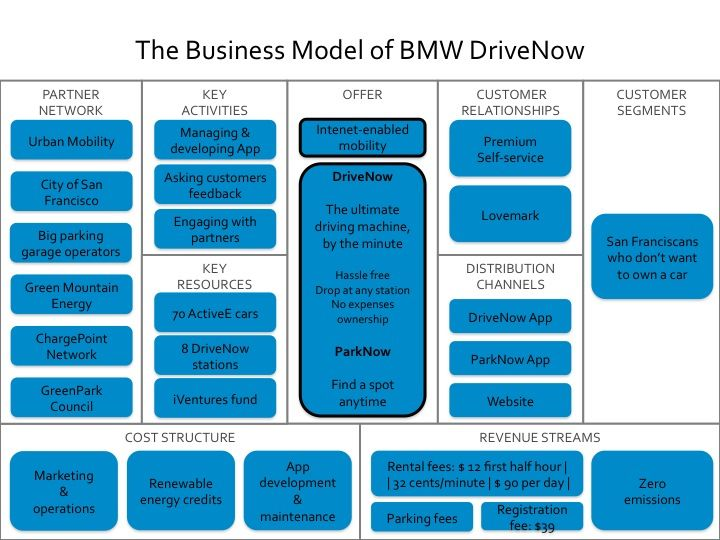 The Business Model of BMW DriveNow
PARTNER
NETWORK
Urban Mobility
City of San
Francisco
Big parking
garage operators
Green Mountain
Energy
ChargePoint
Network
GreenPark
Council
KEY
ACTIVITIES
Managing &
developing App
Asking customers
feedback
Engaging with
partners
KEY
RESOURCES
70 ActiveE cars
8 DriveNow
stations
iVentures fund
OFFER
Intenet-enabled
mobility
DriveNow
The ultimate
driving machine,
by the minute
Hassle free
Drop at any station
No expenses
ownership
ParkNow
Find a spot
anytime
CUSTOMER
RELATIONSHIPS
Premium
Self-service
Lovemark
DISTRIBUTION
CHANNELS
DriveNow App
ParkNow App
Website
CUSTOMER
SEGMENTS
San Franciscans
who don't want
to own a car
COST STRUCTURE
Marketing
&
operations
Renewable
energy credits
App
development
&
maintenance
REVENUE STREAMS
Rental fees: $ 12 first half hour |
| 32 cents/minute | $ 90 per day |
Parking fees
Registration
fee: $39
Zero
emissions